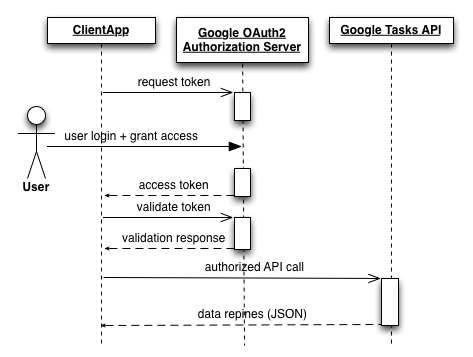 ClientApp
Google OAuth2
Authorization Server
Google Tasks API
request token
user login + grant access
User
access token
validate token
validation response
authorized API call
data repines (JSON)